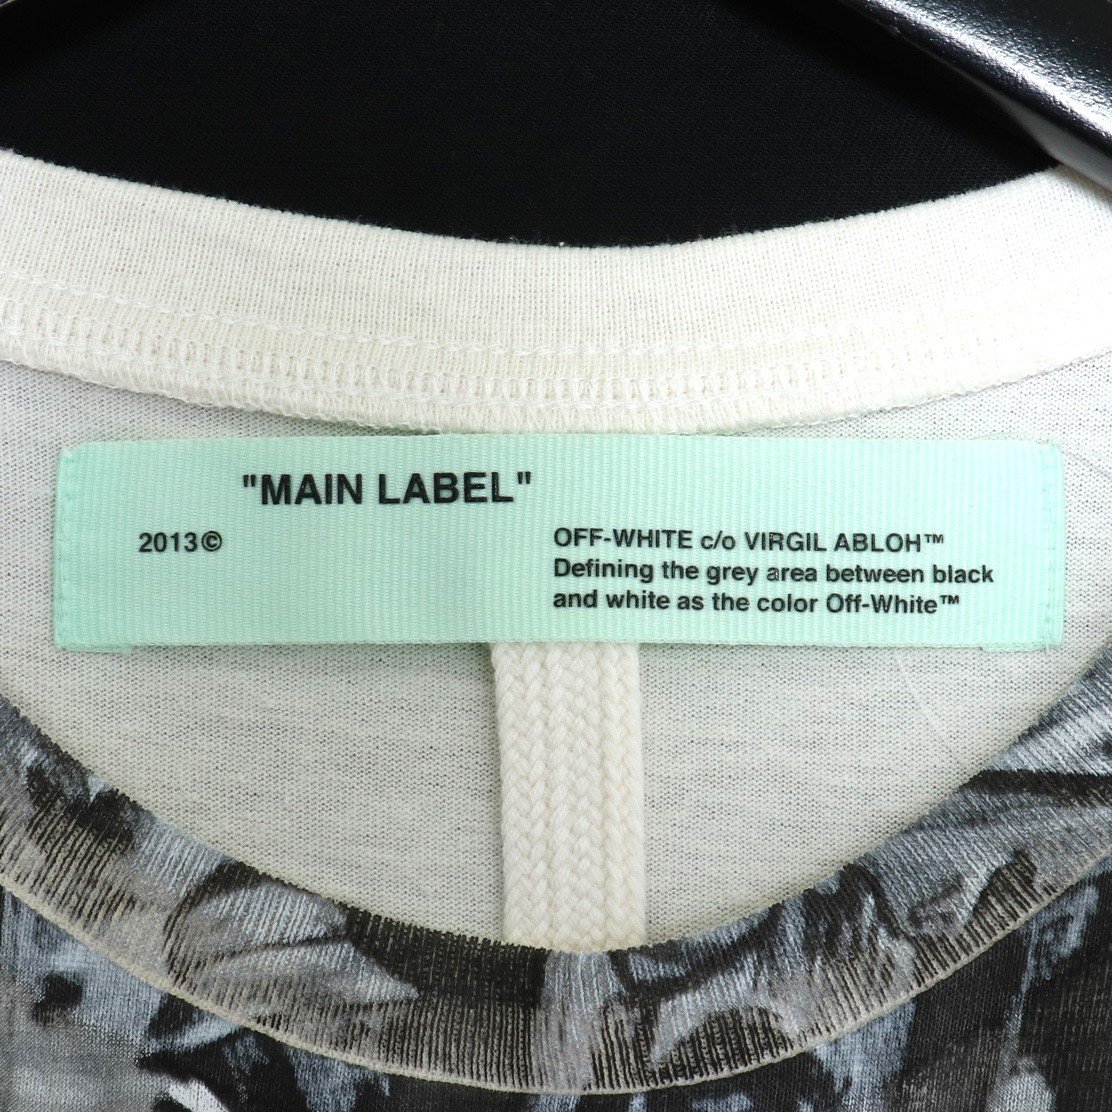 "MAIN LABEL"
2013©
OFF-WHITE c/o VIRGIL ABLOH™
Defining the grey area between black
and white as the color Off-White™